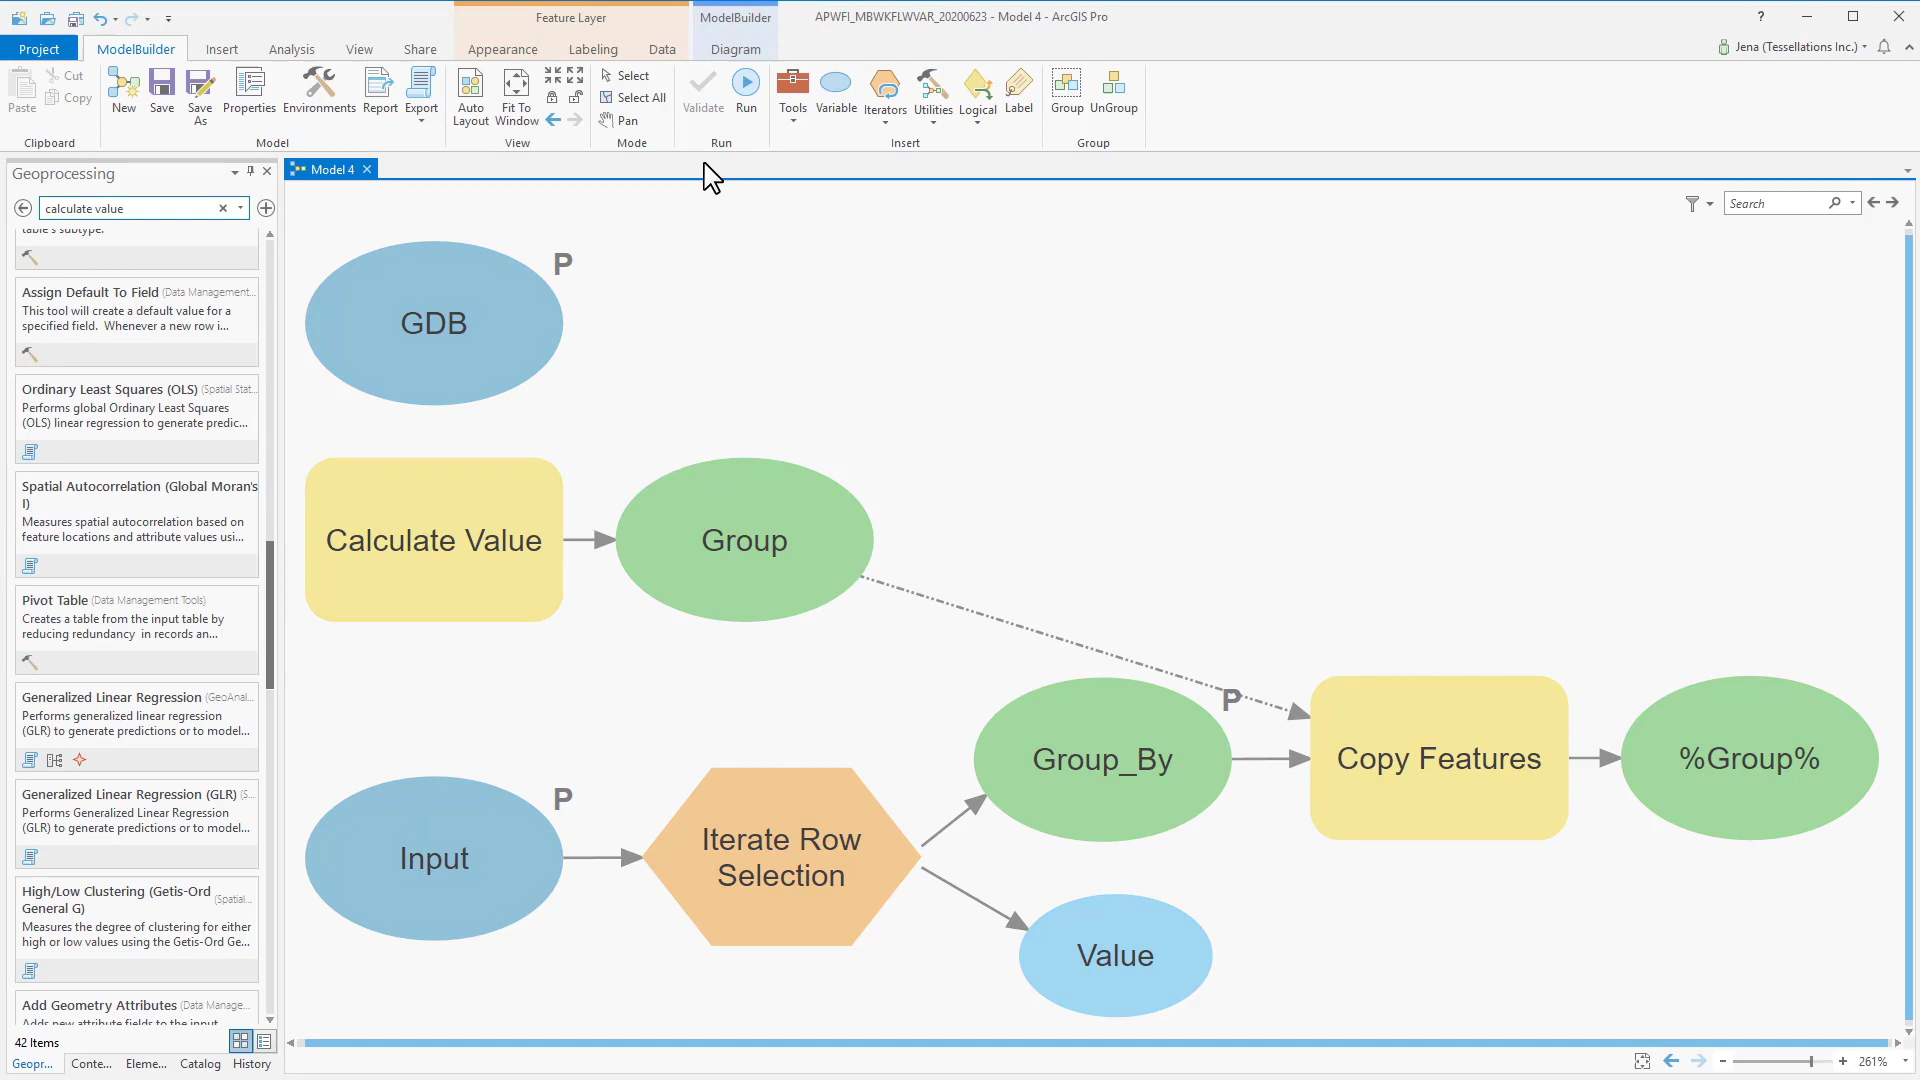 Feature Layer
ModelBuilder
APWFI_MBWKFLWVAR_20200623 - Model 4 - ArcGIS Pro
?
Project
ModelBuilder
Insert
Analysis
View
Share
Appearance
Labeling
Data
Diagram
Jena (Tessellations Inc.)
Paste
Cut
Copy
Clipboard
New
Save
Save
As
Properties
Environments
Report
Export
Model
Auto
Layout
Fit To
Window
View
Select
Select All
Pan
Mode
Validate
Run
Run
Tools
Variable
Iterators
Utilities
Logical
Label
Insert
Group
UnGroup
Group
Geoprocessing
calculate value
table's subtype.
Assign Default To Field (Data Management...
This tool will create a default value for a
specified field.  Whenever a new row i...
Ordinary Least Squares (OLS) (Spatial Stat...
Performs global Ordinary Least Squares
(OLS) linear regression to generate predic...
Spatial Autocorrelation (Global Moran's
I)
Measures spatial autocorrelation based on
feature locations and attribute values usi...
Pivot Table (Data Management Tools)
Creates a table from the input table by
reducing redundancy  in records an...
Generalized Linear Regression (GeoAnal...
Performs generalized linear regression
(GLR) to generate predictions or to model...
Generalized Linear Regression (GLR) (S...
Performs Generalized Linear Regression
(GLR) to generate predictions or to model...
High/Low Clustering (Getis-Ord
General G) (Spatial...
Measures the degree of clustering for either
high or low values using the Getis-Ord Ge...
Add Geometry Attributes (Data Manage...
Adds new attribute fields to the input
42 Items
Geopr...
Conte...
Eleme...
Catalog
History
Model 4
Search
GDB
P
Calculate Value
Group
Input
P
Iterate Row
Selection
Group_By
P
Value
Copy Features
%Group%
261%